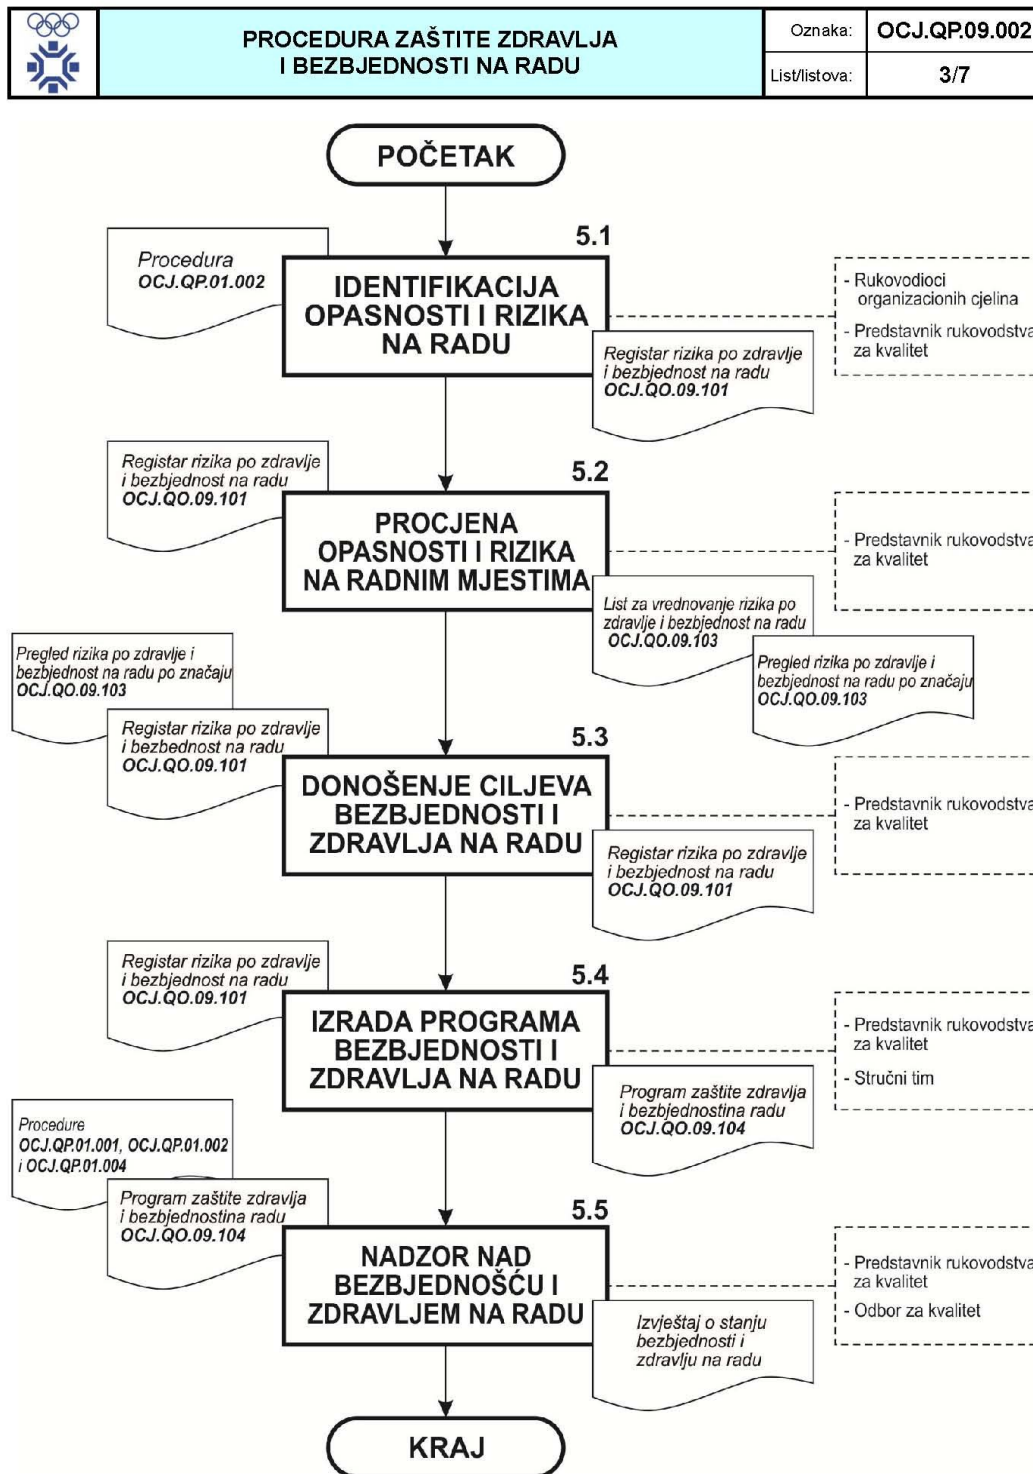 PROCEDURA ZAŠTITE ZDRAVLJA
I BEZBJEDNOSTI NA RADU
Oznaka: OCJ.QP.09.002
List/listova: 3/7
POČETAK
5.1
Procedura
OCJ.QP.01.002
IDENTIFIKACIJA
OPASNOSTI I RIZIKA
NA RADU
- Rukovodioci
organizacionih cjelina
- Predstavnik rukovodstva
za kvalitet
Registar rizika po zdravlje
i bezbjednost na radu
OCJ.QO.09.101
Registar rizika po zdravlje
i bezbjednost na radu
OCJ.QO.09.101
5.2
PROCJENA
OPASNOSTI I RIZIKA
NA RADNIM MJESTIMA
- Predstavnik rukovodstva
za kvalitet
List za vrednovanje rizika po
zdravlje i bezbjednost na radu
OCJ.QO.09.103
Pregled rizika po zdravlje i
bezbjednost na radu po značaju
OCJ.QO.09.103
Pregled rizika po zdravlje i
bezbjednost na radu po značaju
OCJ.QO.09.103
Registar rizika po zdravlje
i bezbednost na radu
OCJ.QO.09.101
5.3
DONOŠENJE CILJEVA
BEZBJEDNOSTI I
ZDRAVLJA NA RADU
- Predstavnik rukovodstva
za kvalitet
Registar rizika po zdravlje
i bezbjednost na radu
OCJ.QO.09.101
Registar rizika po zdravlje
i bezbjednost na radu
OCJ.QO.09.101
5.4
IZRADA PROGRAMA
BEZBJEDNOSTI I
ZDRAVLJA NA RADU
- Predstavnik rukovodstva
za kvalitet
- Stručni tim
Program zaštite zdravlja
i bezbjednostina radu
OCJ.QO.09.104
Procedure
OCJ.QP.01.001, OCJ.QP.01.002
i OCJ.QP.01.004
Program zaštite zdravlja
i bezbjednostina radu
OCJ.QO.09.104
5.5
NADZOR NAD
BEZBJEDNOŠĆU I
ZDRAVLJEM NA RADU
- Predstavnik rukovodstva
za kvalitet
- Odbor za kvalitet
Izvještaj o stanju
bezbjednosti i
zdravlju na radu
KRAJ